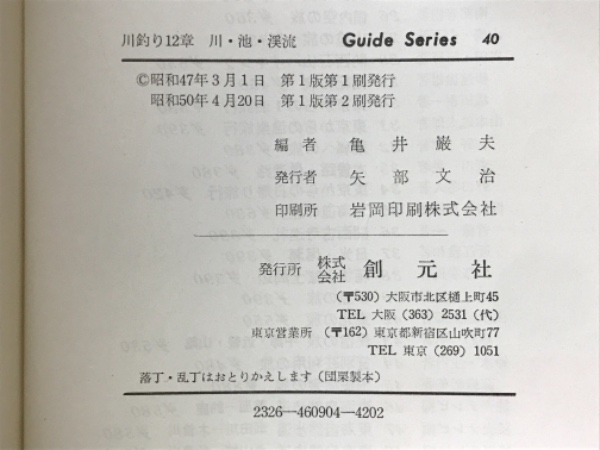 川釣り12章 川・池・渓流 Guide Series 40
©昭和47年3月1日 第1版第1刷発行
昭和50年4月20日 第1版第2刷発行
編者 亀井巌夫
発行者 矢部文治
印刷所 岩岡印刷株式会社
発行所 株式会社 創元社
(〒530) 大阪市北区樋上町45
TEL 大阪 (363) 2531 (代)
東京営業所 (〒162) 東京都新宿区山吹町77
TEL 東京 (269) 1051
落丁・乱丁はおとりかえします (団栗製本)
2326―460904―4202